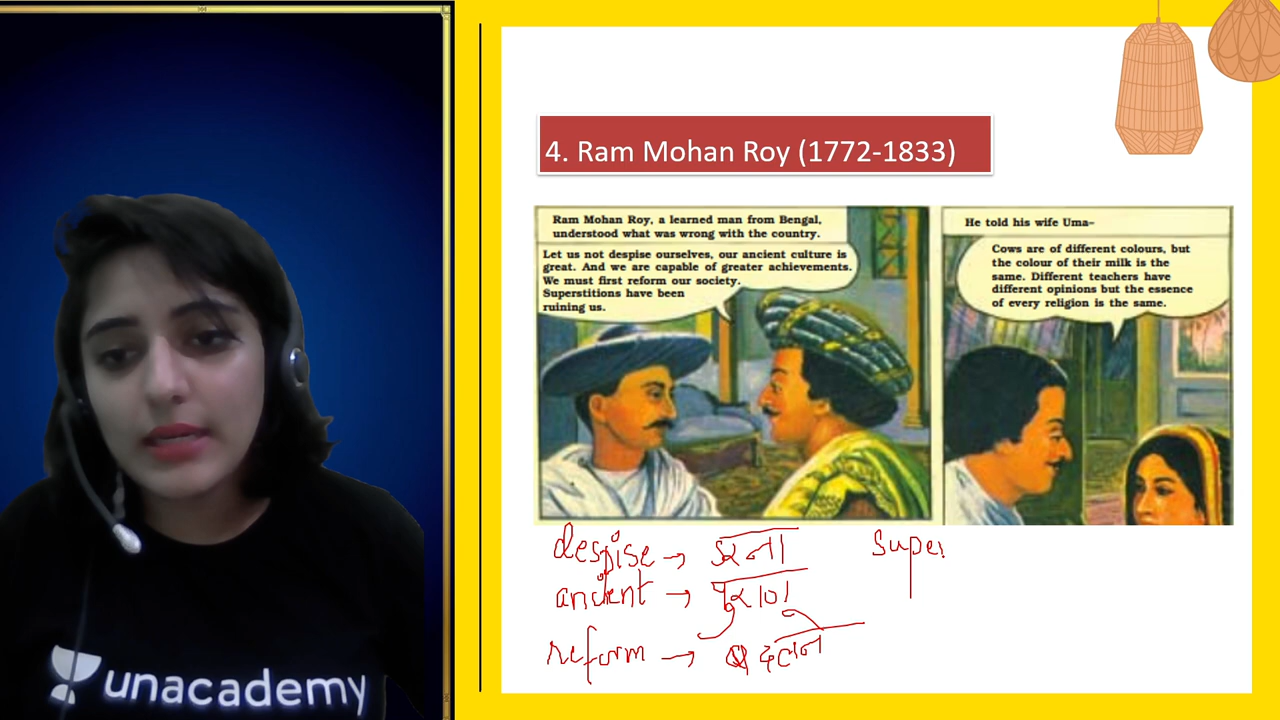 4. Ram Mohan Roy (1772-1833)
Ram Mohan Roy, a learned man from Bengal,
understood what was wrong with the country.
Let us not despise ourselves, our ancient culture is
great. And we are capable of greater achievements.
We must first reform our society.
Superstitions have been
ruining us.
He told his wife Uma–
Cows are of different colours, but
the colour of their milk is the
same. Different teachers have
different opinions but the essence
of every religion is the same.
despise →
ancient →
reform →
Super
unacademy